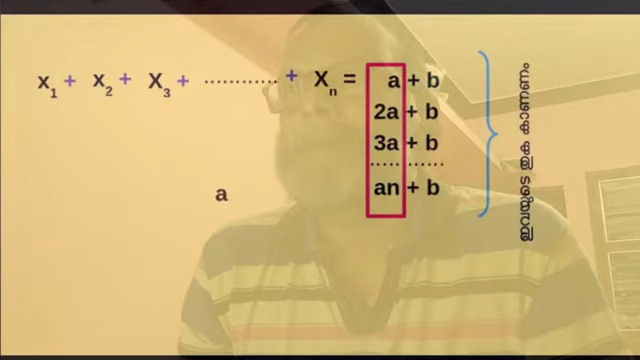 x₁ + x₂ + X₃ + ............ + Xₙ = a + b
2a + b
3a + b
..... ......
an + b
a
ഇവയുടെ തുക കാണണം